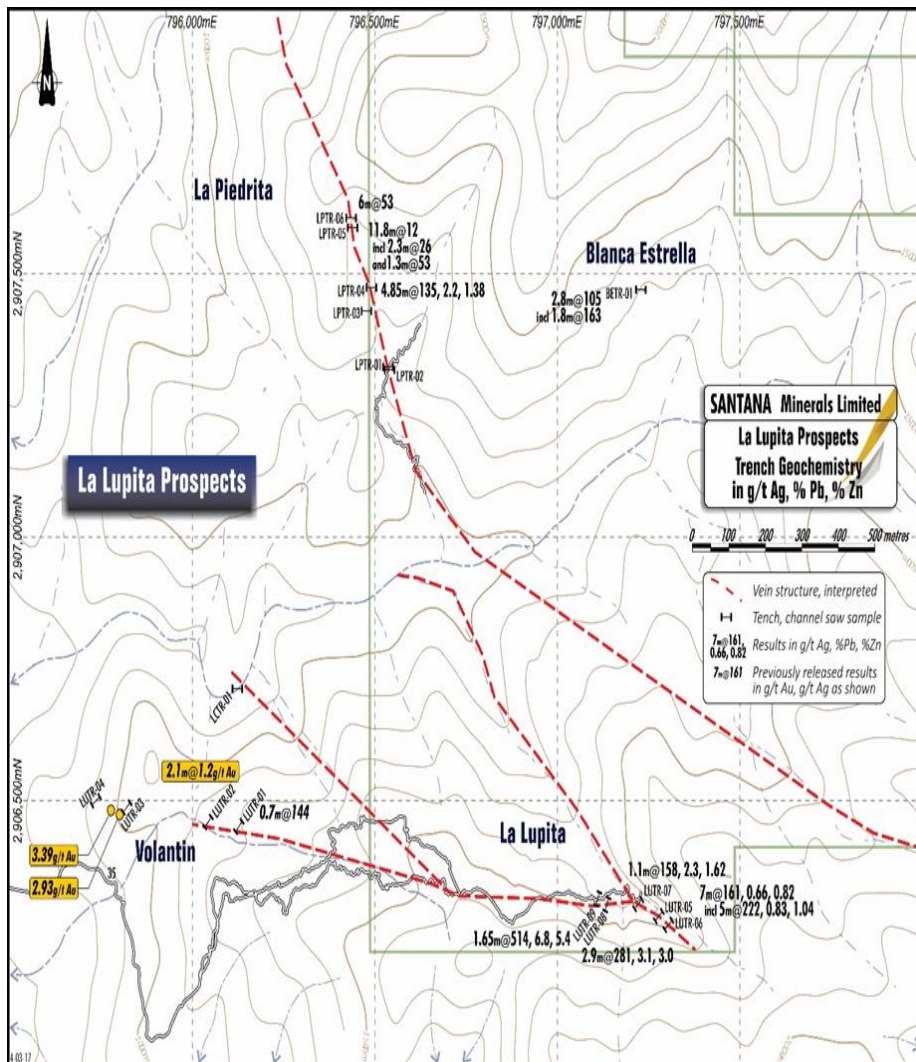 796,000mE
796,500mE
797,000mE
797,500mE
N
La Piedrita
6m@53
LPTR-06
LPTR-05
11.8m@12
incl 2.3m@26
and1.3m@53
Blanca Estrella
2,907,500mN
LPTR-04
4.85m@135, 2.2, 1.38
BETR-01
2.8m@105
incl 1.8m@163
LPTR-03
LPTR-01
LPTR-02
SANTANA Minerals Limited
La Lupita Prospects
Trench Geochemistry
in g/t Ag, % Pb, % Zn
La Lupita Prospects
2,907,000mN
0 100 200 300 400 500 metres
Vein structure, interpreted
Tench, channel saw sample
7m@161,
0.66, 0.82
Results in g/t Ag, %Pb, %Zn
7m@161
Previously released results
in g/t Au, g/t Ag as shown
LCTR-01
2.1m@1.2g/t Au
2,906,500mN
LUTR-04
LUTR-03
LUTR-02
LUTR-01
0.7m@144
Volantin
La Lupita
3.39g/t Au
2.93g/t Au
35
1.1m@158, 2.3, 1.62
LUTR-07
7m@161, 0.66, 0.82
incl 5m@222, 0.83, 1.04
LUTR-05
LUTR-06
LUTR-09
LUTR-08
1.65m@514, 6.8, 5.4
2.9m@281, 3.1, 3.0